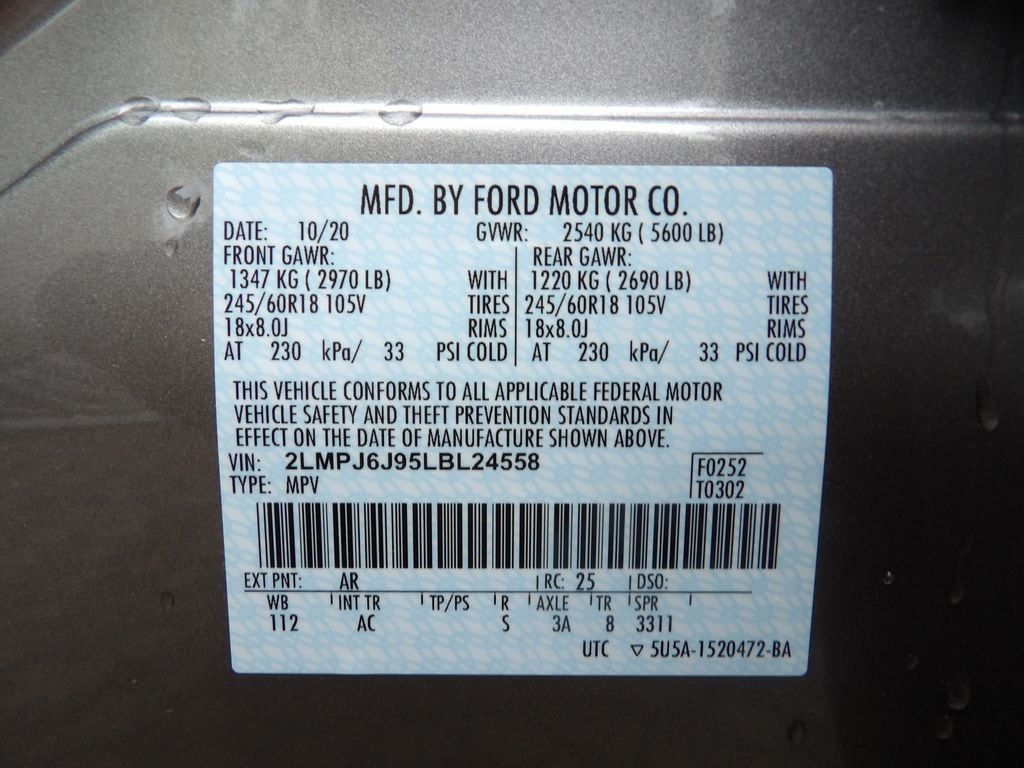 MFD. BY FORD MOTOR CO.
DATE: 10/20 GVWR: 2540 KG ( 5600 LB)
FRONT GAWR: REAR GAWR:
1347 KG ( 2970 LB) WITH 1220 KG ( 2690 LB) WITH
245/60R18 105V TIRES 245/60R18 105V TIRES
18x8.0J RIMS 18x8.0J RIMS
AT 230 kPa/ 33 PSI COLD AT 230 kPa/ 33 PSI COLD
THIS VEHICLE CONFORMS TO ALL APPLICABLE FEDERAL MOTOR
VEHICLE SAFETY AND THEFT PREVENTION STANDARDS IN
EFFECT ON THE DATE OF MANUFACTURE SHOWN ABOVE.
VIN: 2LMPJ6J95LBL24558 F0252
TYPE: MPV T0302
EXT PNT: AR RC: 25 DSO:
WB INT TR TP/PS R AXLE TR SPR
112 AC S 3A 8 3311
UTC ▽ 5U5A-1520472-BA